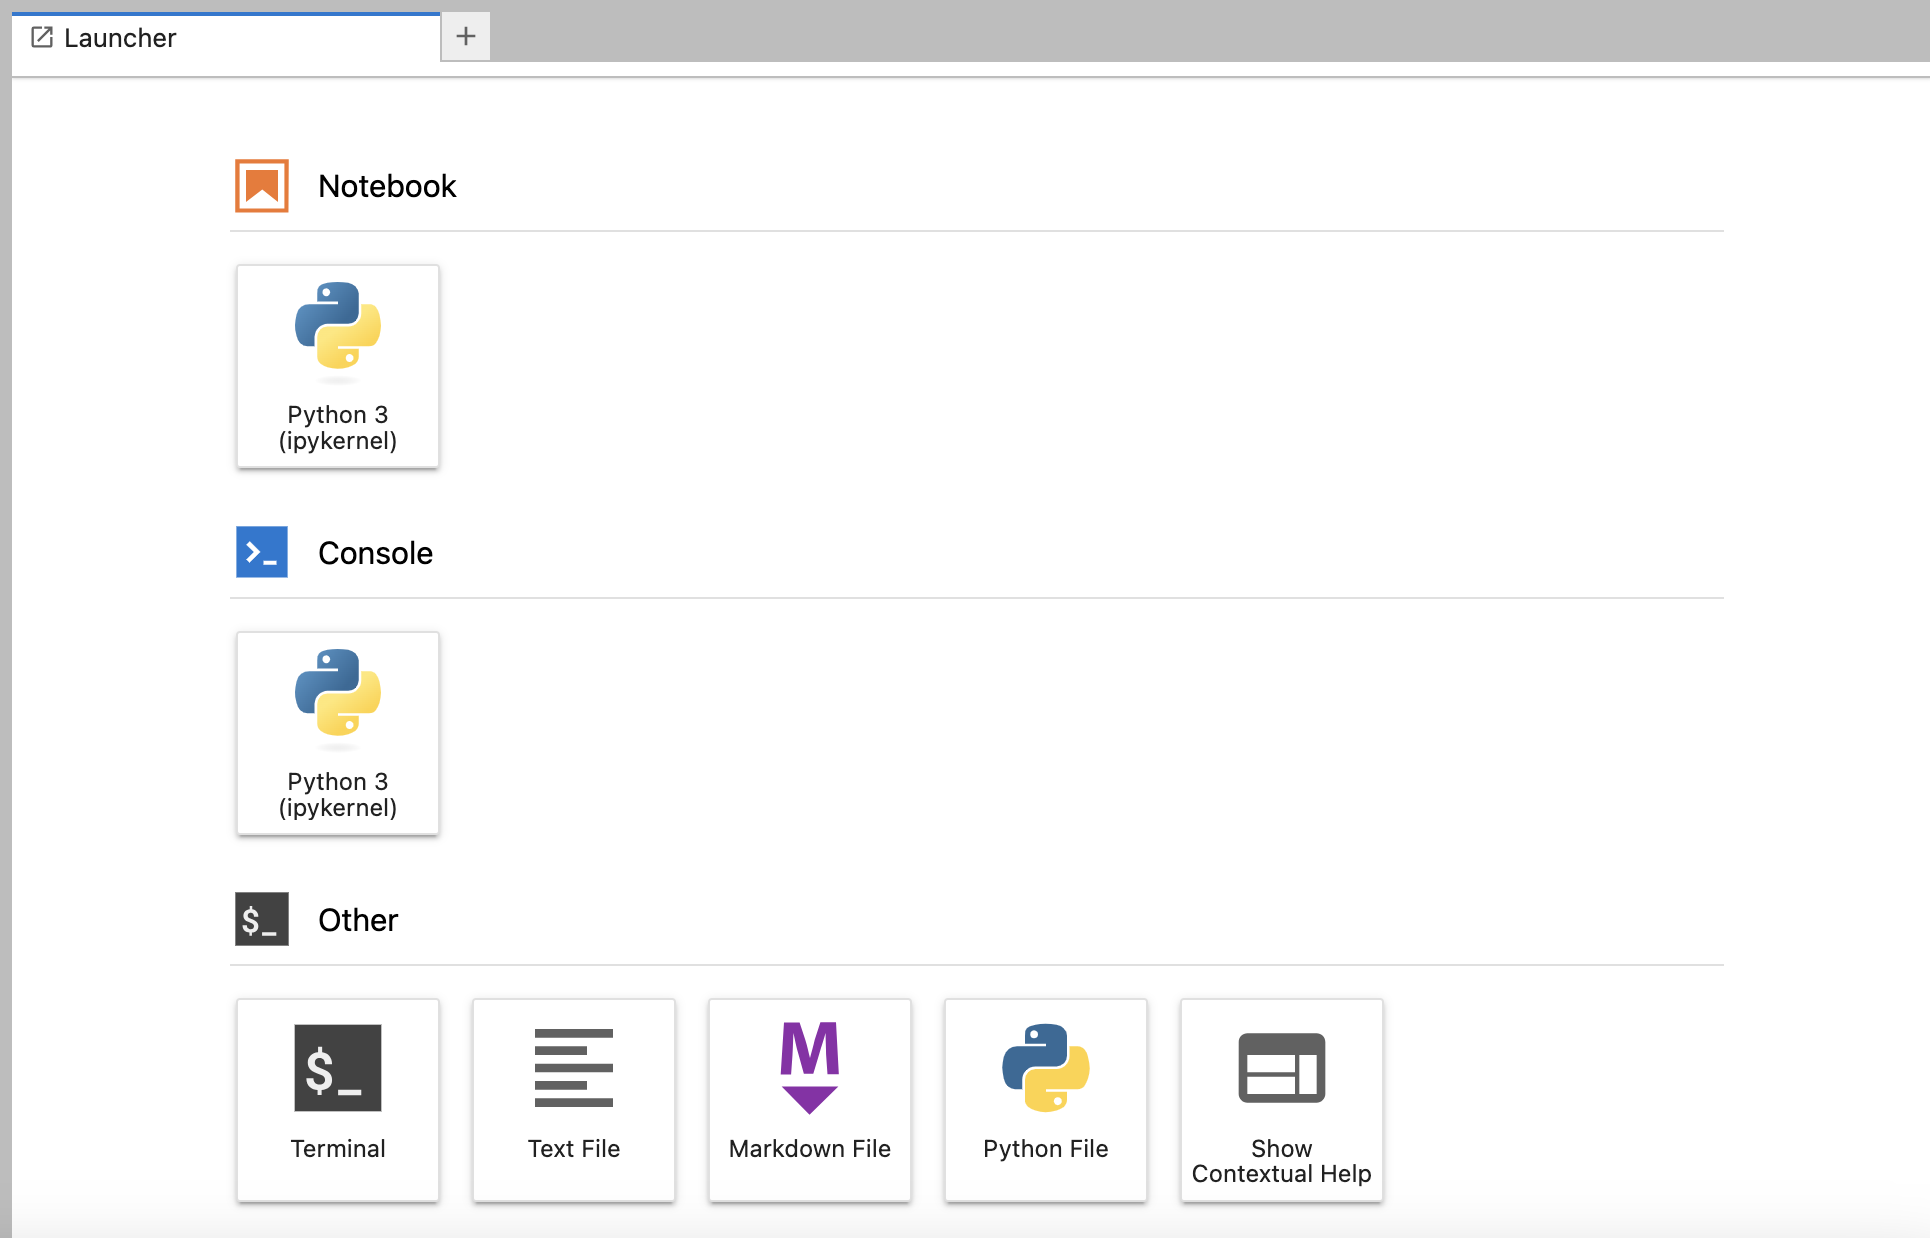 Launcher
Notebook
Python 3
(ipykernel)
Console
Python 3
(ipykernel)
$_ Other
$_
Terminal
Text File
M
Markdown File
Python File
Show
Contextual Help